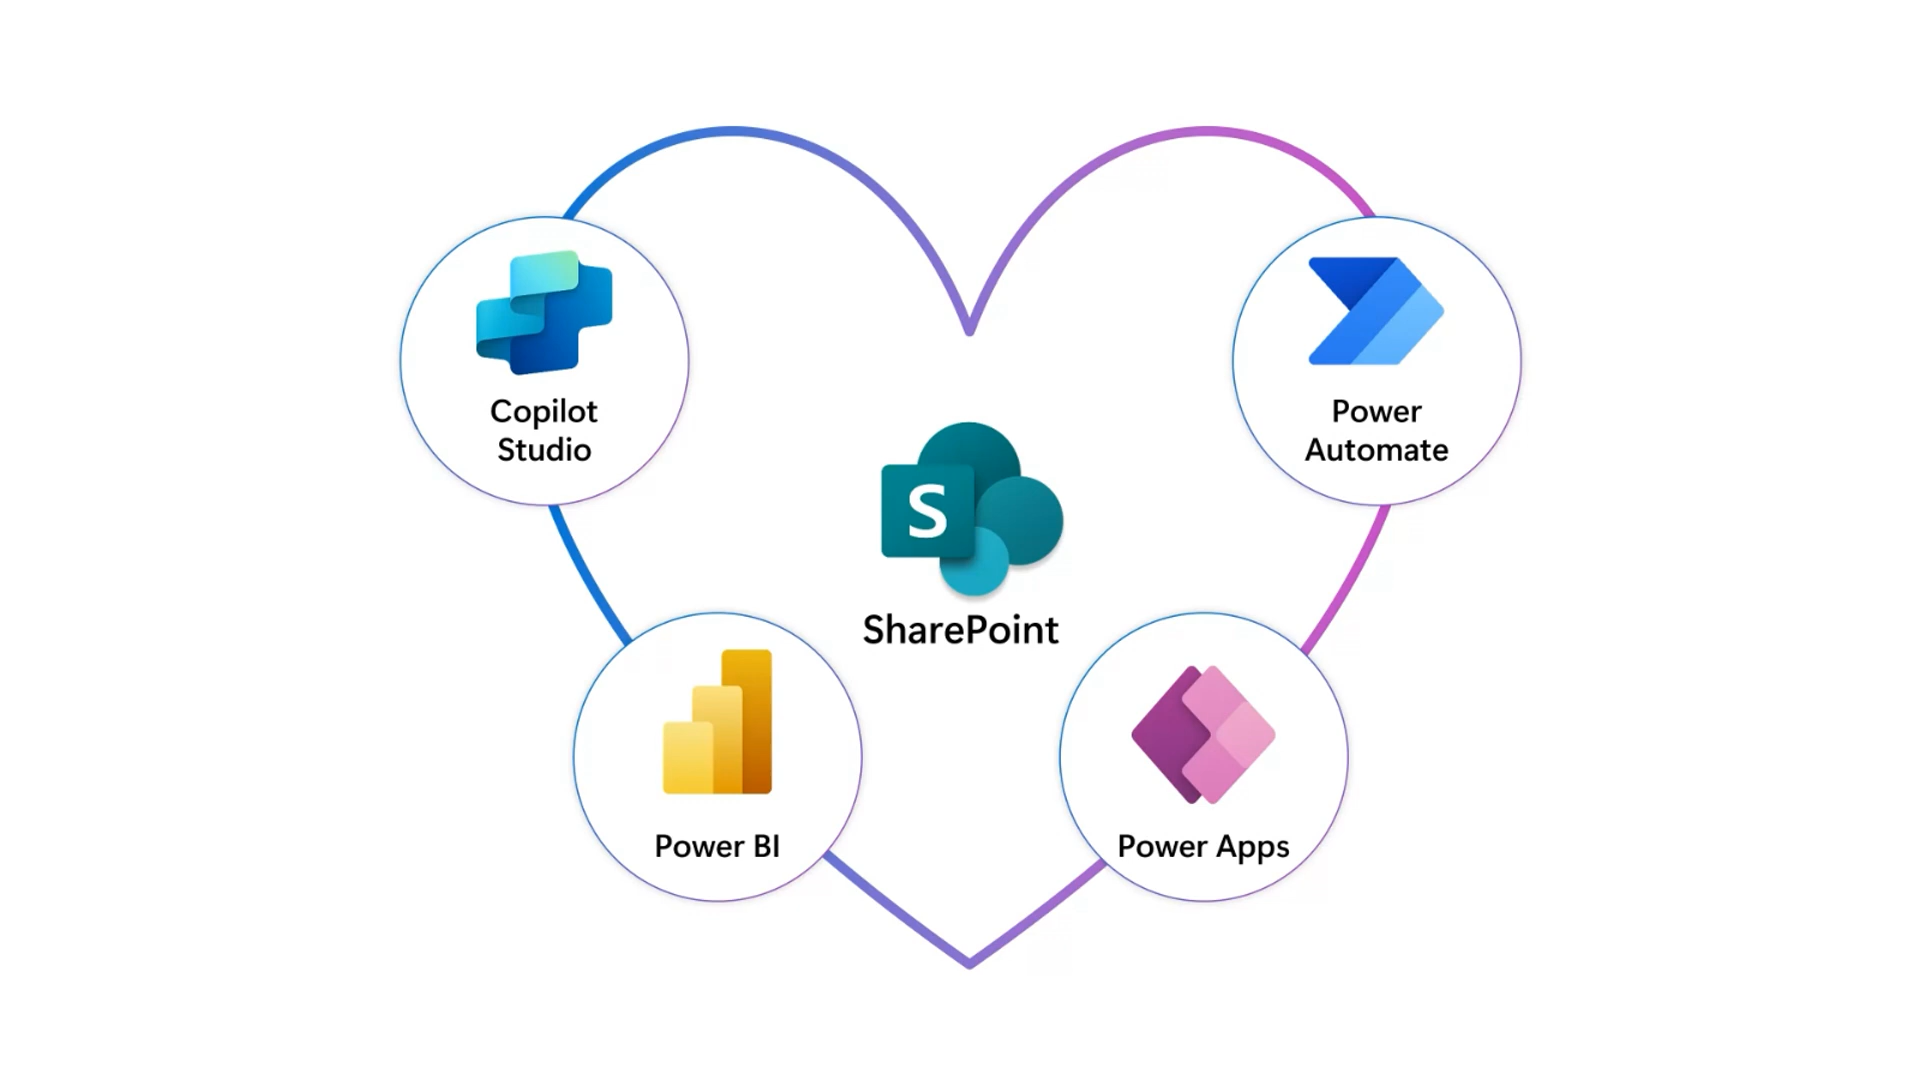 Copilot
Studio
Power
Automate
S
SharePoint
Power BI
Power Apps